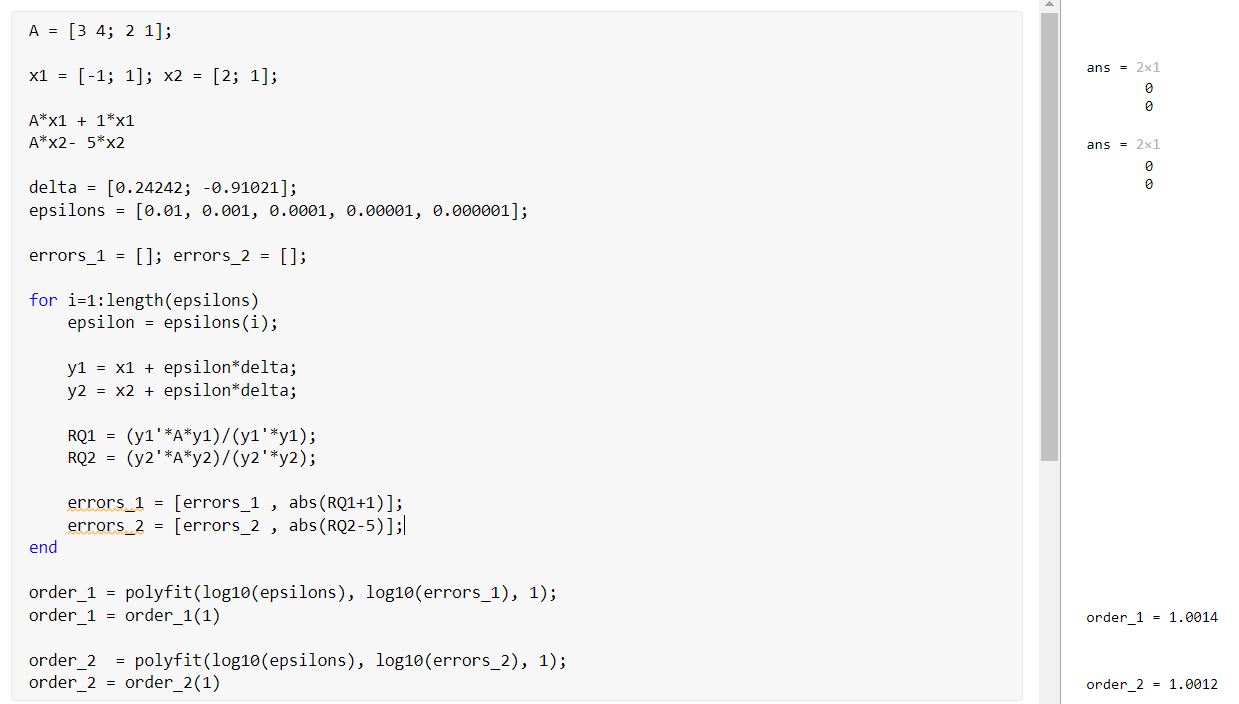 A = [3 4; 2 1];
x1 = [-1; 1]; x2 = [2; 1];
A*x1 + 1*x1
A*x2- 5*x2
delta = [0.24242; -0.91021];
epsilons = [0.01, 0.001, 0.0001, 0.00001, 0.000001];
errors_1 = []; errors_2 = [];
for i=1:length(epsilons)
    epsilon = epsilons(i);
    y1 = x1 + epsilon*delta;
    y2 = x2 + epsilon*delta;
    RQ1 = (y1'*A*y1)/(y1'*y1);
    RQ2 = (y2'*A*y2)/(y2'*y2);
    errors_1 = [errors_1 , abs(RQ1+1)];
    errors_2 = [errors_2 , abs(RQ2-5)];
end
order_1 = polyfit(log10(epsilons), log10(errors_1), 1);
order_1 = order_1(1)
order_2  = polyfit(log10(epsilons), log10(errors_2), 1);
order_2 = order_2(1)
ans = 2×1
0
0
ans = 2×1
0
0
order_1 = 1.0014
order_2 = 1.0012